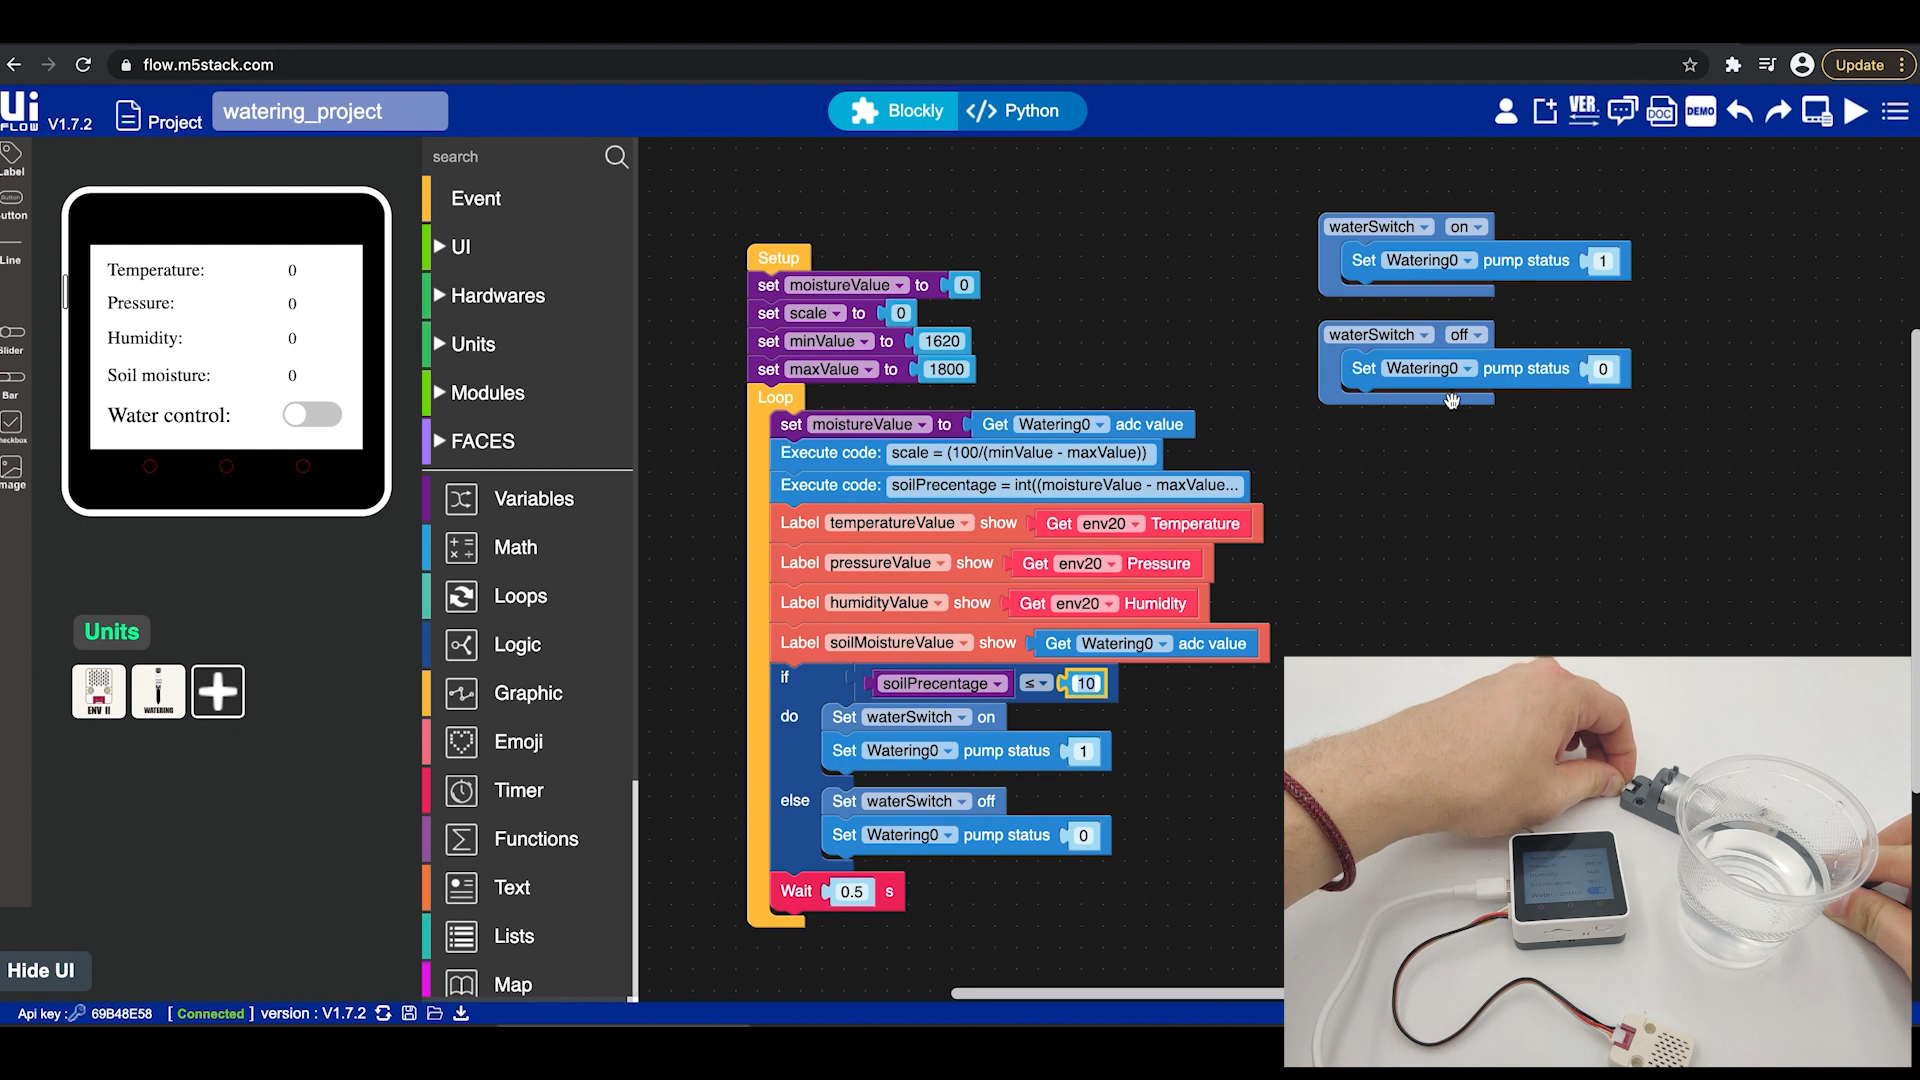 flow.m5stack.com
Update
Ui
FLOW
V1.7.2
Project
watering_project
Blockly
</> Python
VER.
DOC
DEMO
Label
Button
Line
Bar
Temperature: 0
Pressure: 0
Humidity: 0
Soil moisture: 0
Water control:
Units
ENV II
WATERING
Hide UI
search
Event
UI
Hardwares
Units
Modules
FACES
Variables
Math
Loops
Logic
Graphic
Emoji
Timer
Functions
Text
Lists
Map
Setup
set moistureValue to 0
set scale to 0
set minValue to 1620
set maxValue to 1800
Loop
set moistureValue to Get Watering0 adc value
Execute code: scale = (100/(minValue - maxValue))
Execute code: soilPrecentage = int((moistureValue - maxValue...
Label temperatureValue show Get env20 Temperature
Label pressureValue show Get env20 Pressure
Label humidityValue show Get env20 Humidity
Label soilMoistureValue show Get Watering0 adc value
if soilPrecentage ≤ 10
do Set waterSwitch on
Set Watering0 pump status 1
else Set waterSwitch off
Set Watering0 pump status 0
Wait 0.5 s
waterSwitch on
Set Watering0 pump status 1
waterSwitch off
Set Watering0 pump status 0
Api key : 69B48E58 [ Connected ] version : V1.7.2